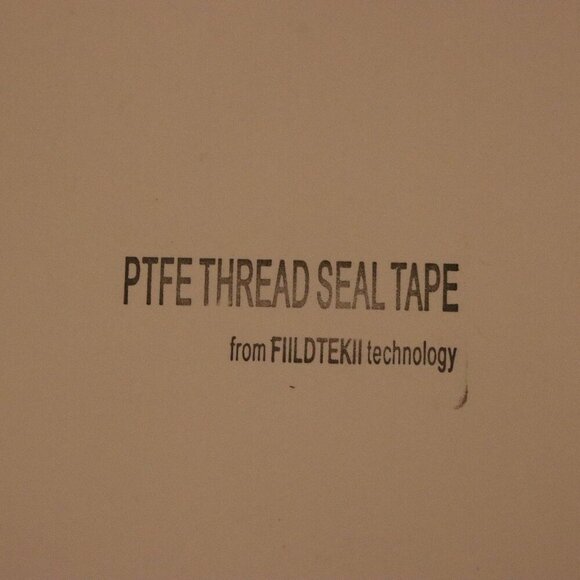 PTFE THREAD SEAL TAPE
from FIILDTEKII technology